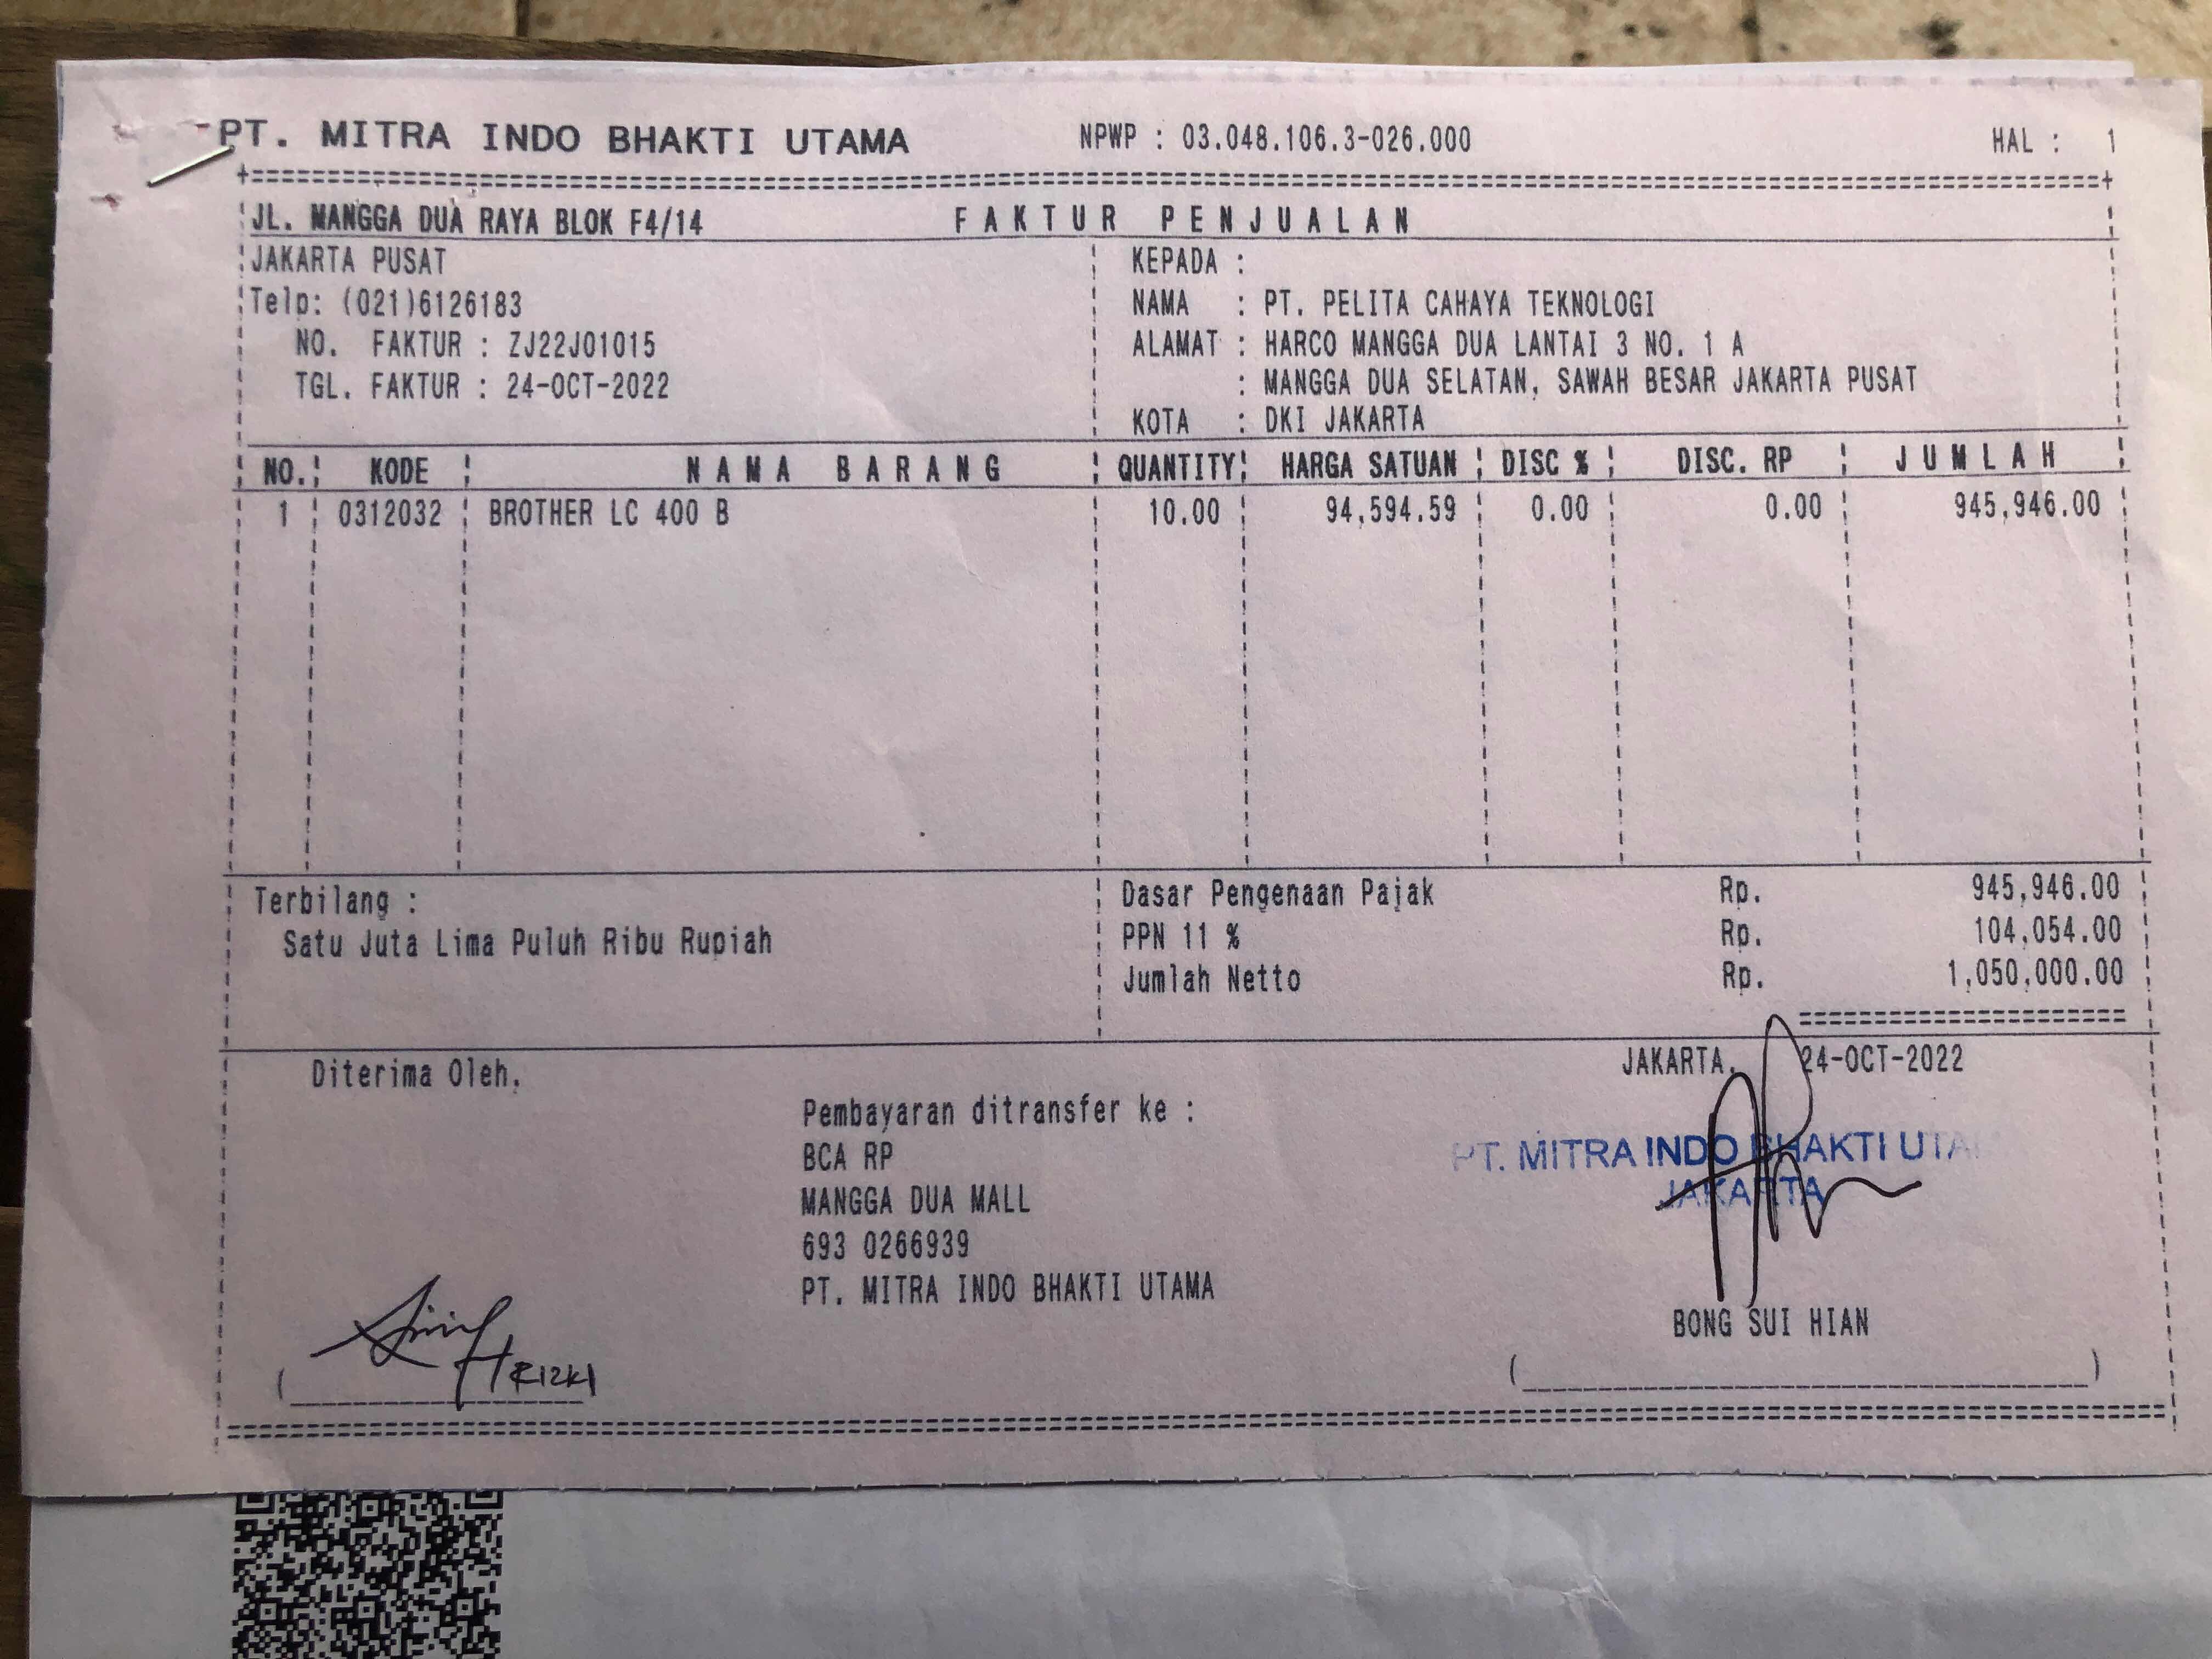 PT. MITRA INDO BHAKTI UTAMA NPWP : 03.048.106.3-026.000 HAL : 1
JL. MANGGA DUA RAYA BLOK F4/14 FAKTUR PENJUALAN
JAKARTA PUSAT
Telp: (021)6126183
NO. FAKTUR : ZJ22J01015
TGL. FAKTUR : 24-OCT-2022
KEPADA :
NAMA : PT. PELITA CAHAYA TEKNOLOGI
ALAMAT : HARCO MANGGA DUA LANTAI 3 NO. 1 A
: MANGGA DUA SELATAN, SAWAH BESAR JAKARTA PUSAT
KOTA : DKI JAKARTA
NO. KODE NAMA BARANG QUANTITY HARGA SATUAN DISC % DISC. RP JUMLAH
1 0312032 BROTHER LC 400 B 10.00 94,594.59 0.00 0.00 945,946.00
Terbilang :
Satu Juta Lima Puluh Ribu Rupiah
Dasar Pengenaan Pajak Rp. 945,946.00
PPN 11 % Rp. 104,054.00
Jumlah Netto Rp. 1,050,000.00
Diterima Oleh,
RIZKI
Pembayaran ditransfer ke :
BCA RP
MANGGA DUA MALL
693 0266939
PT. MITRA INDO BHAKTI UTAMA
JAKARTA, 24-OCT-2022
PT. MITRA INDO BHAKTI UTA
JAKARTA
BONG SUI HIAN